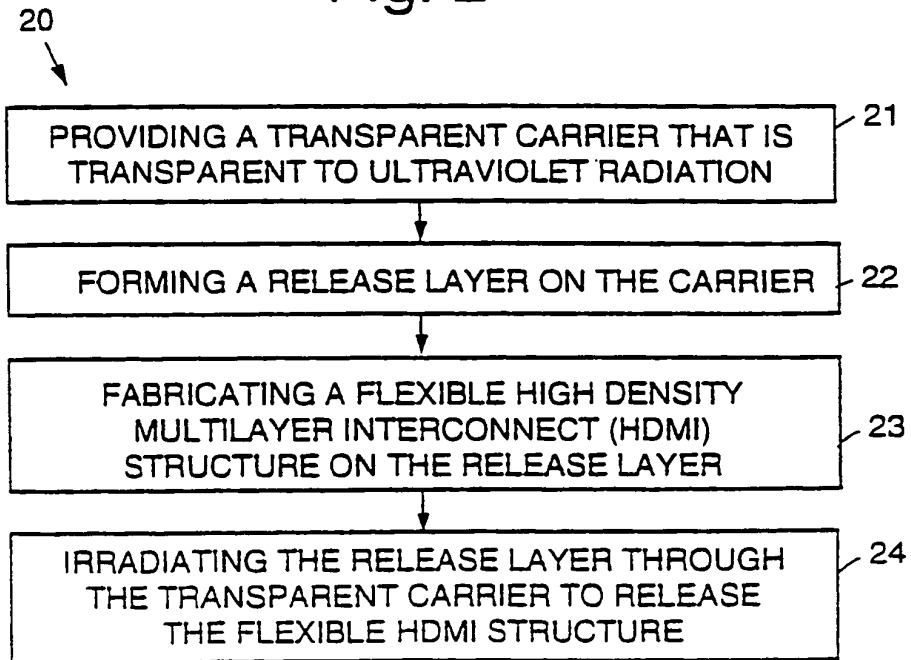 20
PROVIDING A TRANSPARENT CARRIER THAT IS
TRANSPARENT TO ULTRAVIOLET RADIATION
21
FORMING A RELEASE LAYER ON THE CARRIER
22
FABRICATING A FLEXIBLE HIGH DENSITY
MULTILAYER INTERCONNECT (HDMI)
STRUCTURE ON THE RELEASE LAYER
23
IRRADIATING THE RELEASE LAYER THROUGH
THE TRANSPARENT CARRIER TO RELEASE
THE FLEXIBLE HDMI STRUCTURE
24